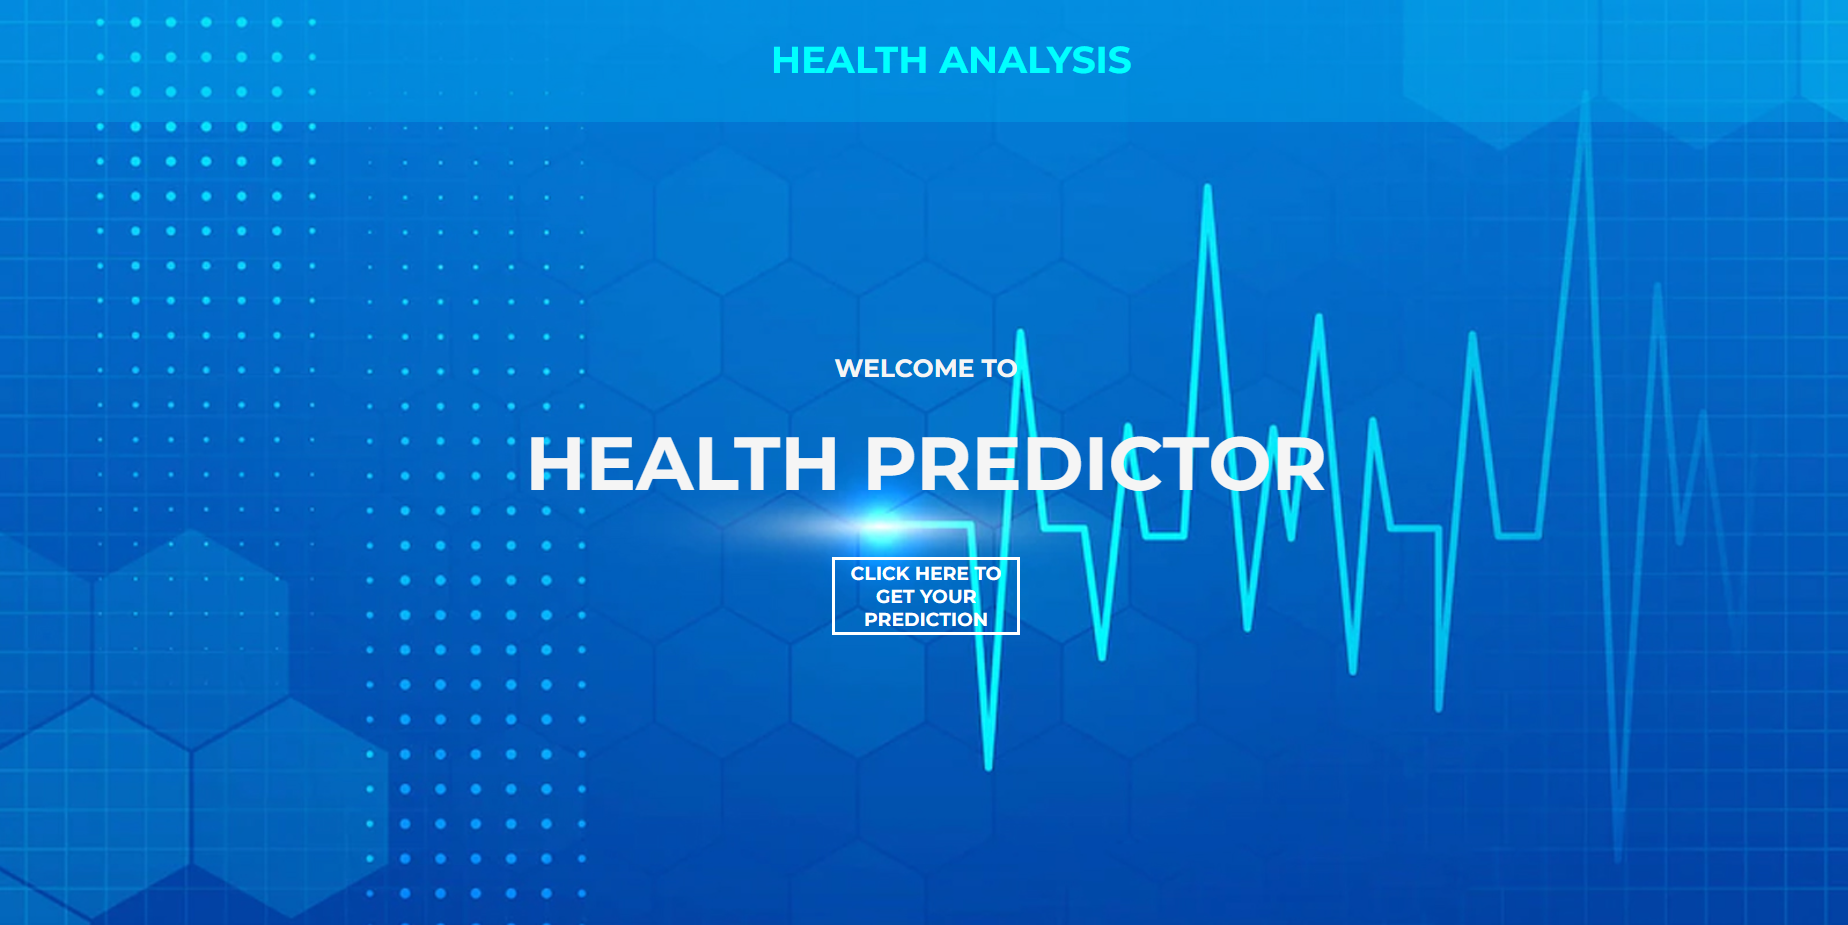 HEALTH ANALYSIS
WELCOME TO
HEALTH PREDICTOR
CLICK HERE TO
GET YOUR
PREDICTION